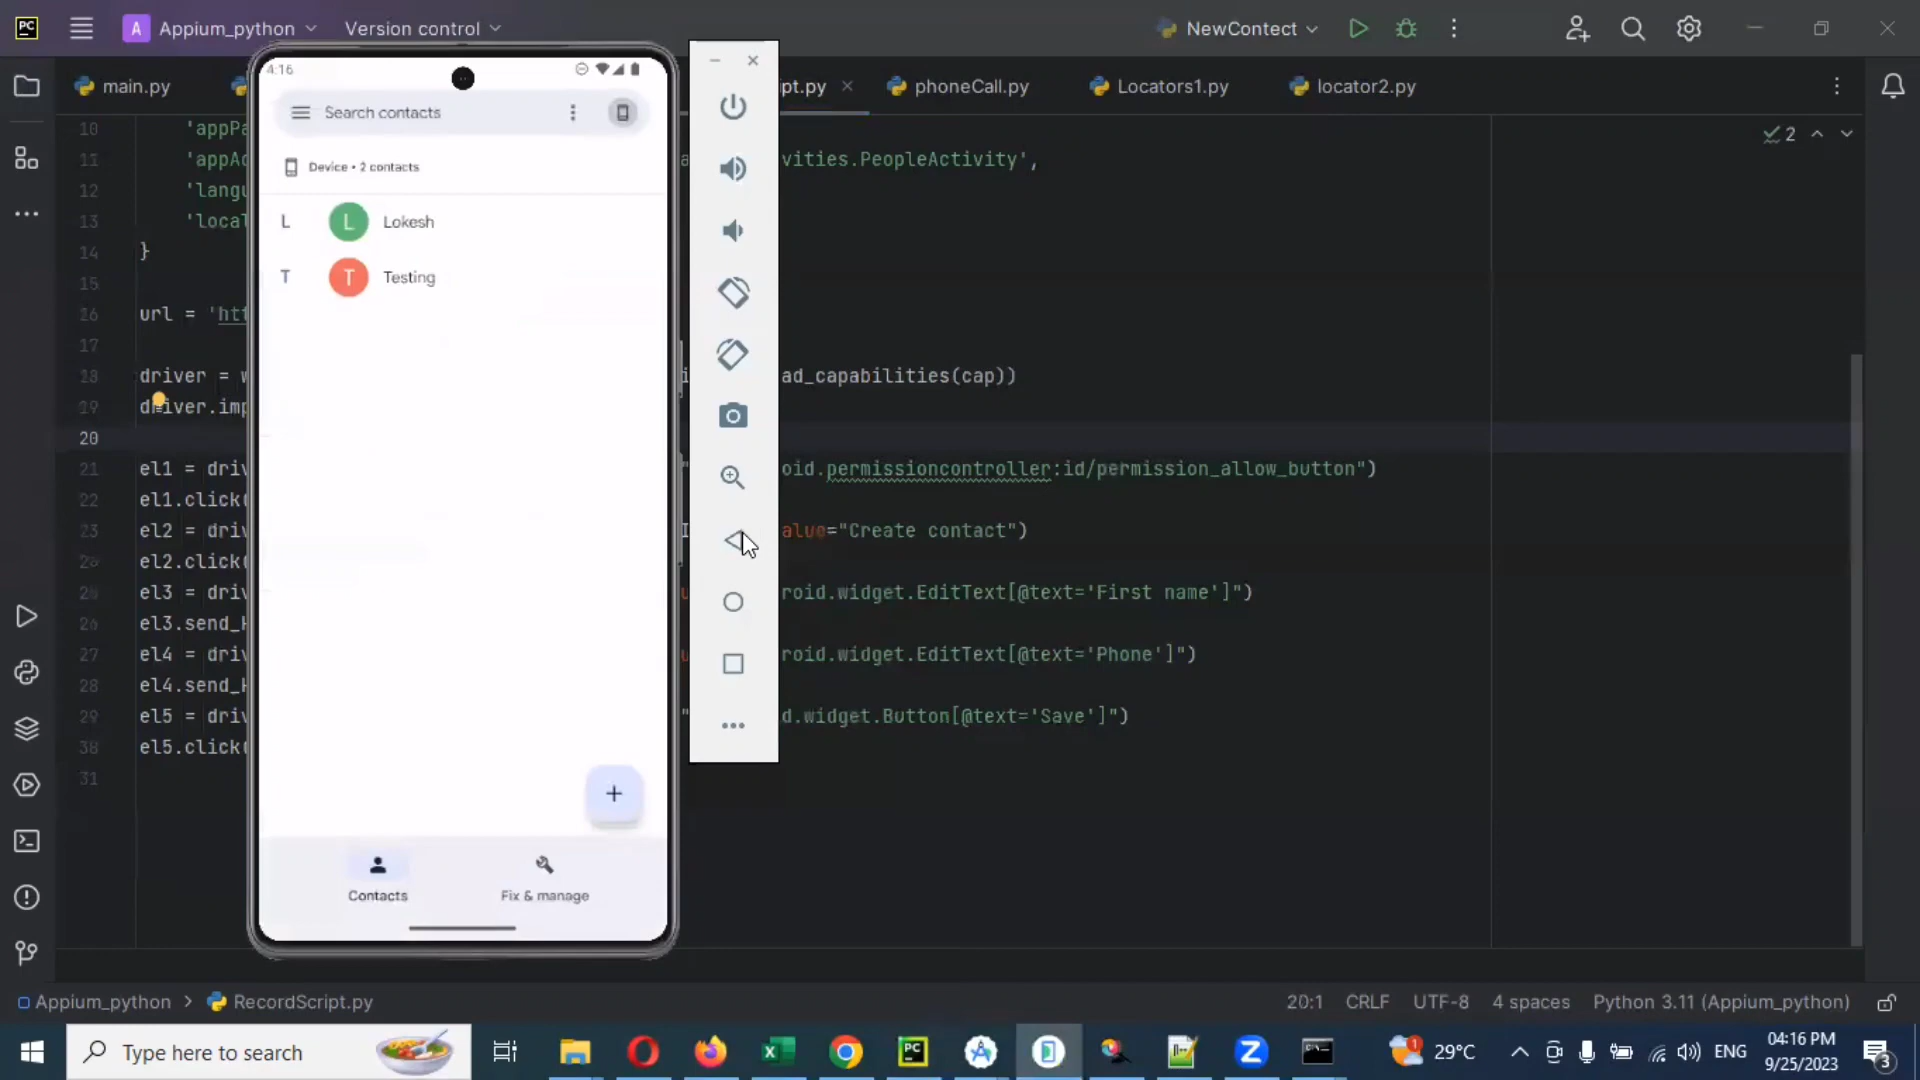 PC
A Appium_python
Version control
NewContect
main.py
pt.py
phoneCall.py
Locators1.py
locator2.py
4:16
Search contacts
Device • 2 contacts
L L Lokesh
T T Testing
Contacts
Fix & manage
10 'appPa
11 'appAc vities.PeopleActivity',
12 'langu
13 'local
14 }
15
16 url = 'htt
17
18 driver = w ad_capabilities(cap))
19 driver.imp
20
21 el1 = driv oid.permissioncontroller:id/permission_allow_button")
22 el1.click(
23 el2 = driv alue="Create contact")
24 el2.click(
25 el3 = driv roid.widget.EditText[@text='First name']")
26 el3.send_k
27 el4 = driv roid.widget.EditText[@text='Phone']")
28 el4.send_k
29 el5 = driv d.widget.Button[@text='Save']")
30 el5.click(
31
2
Appium_python > RecordScript.py
20:1 CRLF UTF-8 4 spaces Python 3.11 (Appium_python)
Type here to search
29°C
ENG
04:16 PM
9/25/2023
3